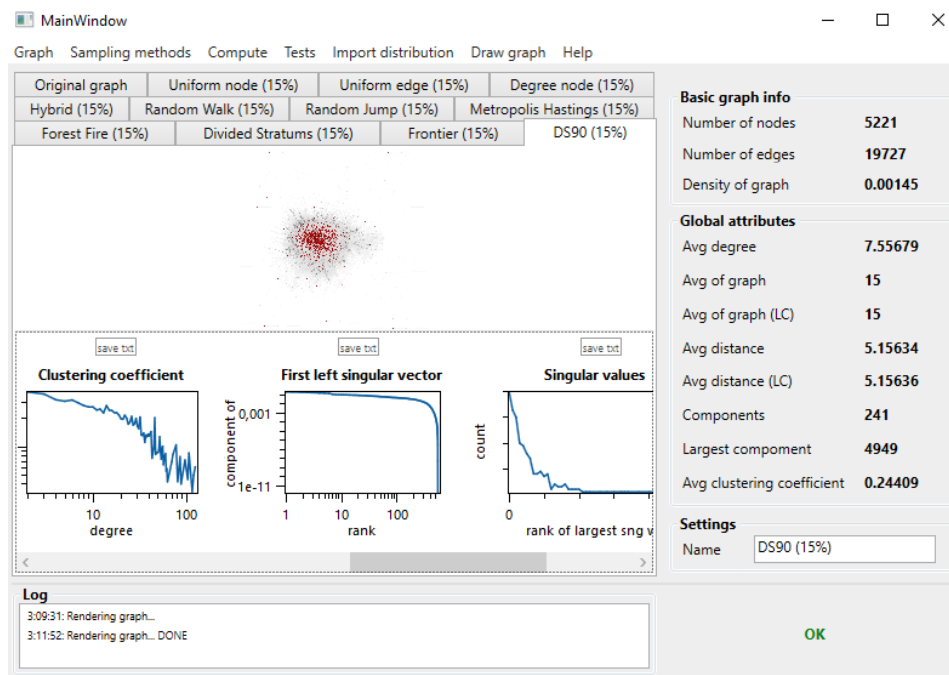 MainWindow
Graph Sampling methods Compute Tests Import distribution Draw graph Help
Original graph Uniform node (15%) Uniform edge (15%) Degree node (15%)
Hybrid (15%) Random Walk (15%) Random Jump (15%) Metropolis Hastings (15%)
Forest Fire (15%) Divided Stratums (15%) Frontier (15%) DS90 (15%)
save txt save txt save txt
Clustering coefficient First left singular vector Singular values
component of
0,001
1e-11
count
10 100 1 10 100 0
degree rank rank of largest sng v
Basic graph info
Number of nodes 5221
Number of edges 19727
Density of graph 0.00145
Global attributes
Avg degree 7.55679
Avg of graph 15
Avg of graph (LC) 15
Avg distance 5.15634
Avg distance (LC) 5.15636
Components 241
Largest compoment 4949
Avg clustering coefficient 0.24409
Settings
Name DS90 (15%)
Log
3:09:31: Rendering graph...
3:11:52: Rendering graph... DONE
OK